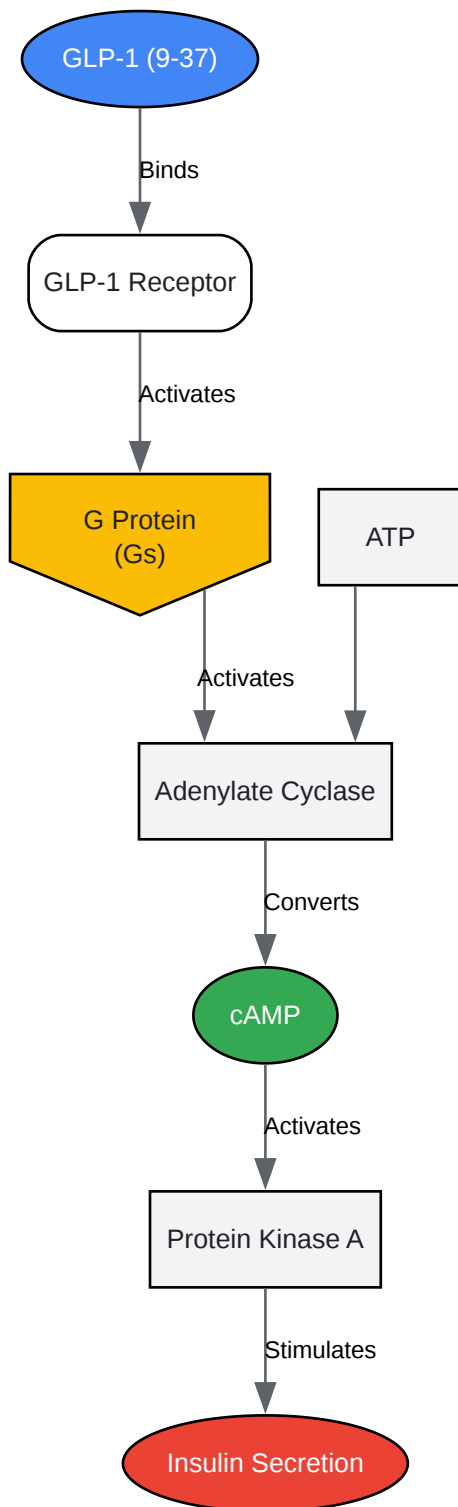 GLP-1 (9-37)
Binds
GLP-1 Receptor
Activates
G Protein
(Gs)
ATP
Activates
Adenylate Cyclase
Converts
cAMP
Activates
Protein Kinase A
Stimulates
Insulin Secretion